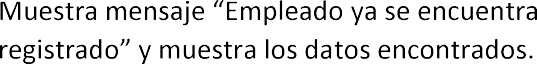 Muestra mensaje “Empleado ya se encuentra
registrado” y muestra los datos encontrados.